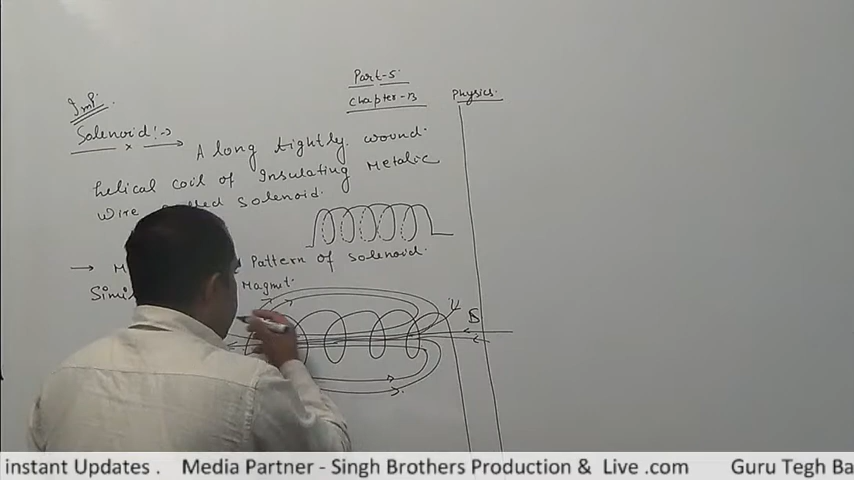 Part-5.
Chapter-13
Physics.
Imp.
Solenoid:->
A long tightly wound
helical coil of Insulating Metalic
Wire called solenoid.
Pattern of solenoid.
Simi
Magnet.
S
instant Updates . Media Partner - Singh Brothers Production & Live .com Guru Tegh Ba